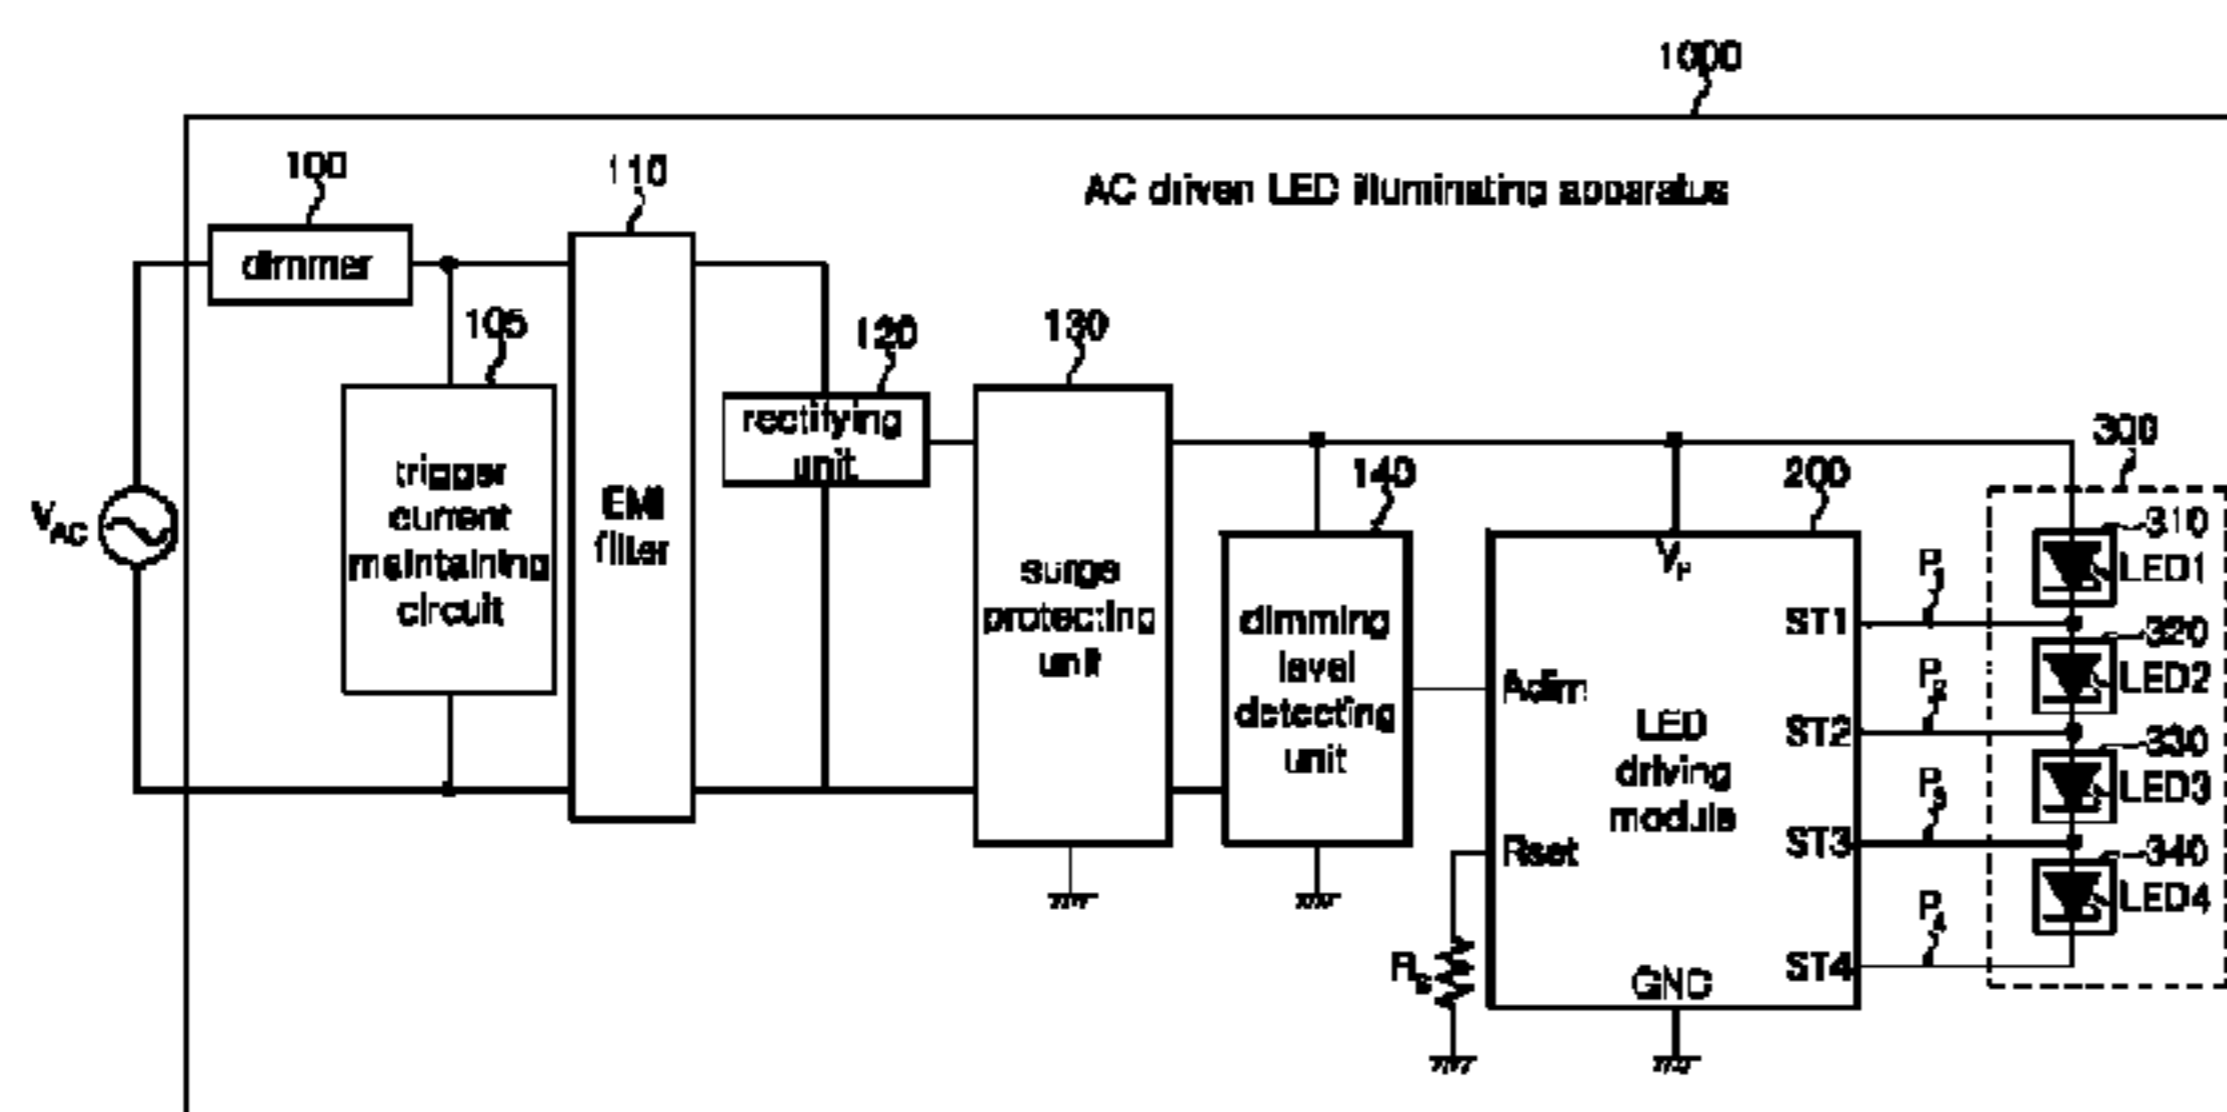 1000
AC driven LED illuminating apparatus
100
110
dimmer
105
120
130
rectifying
unit
300
140
200
trigger
current
maintaining
circuit
VAC
EMI
filter
surge
protecting
unit
dimming
level
detecting
unit
VP
310
LED1
P1
ST1
320
LED2
P2
ST2
Adim
LED
driving
module
330
LED3
P3
ST3
Rset
340
LED4
P4
ST4
GND